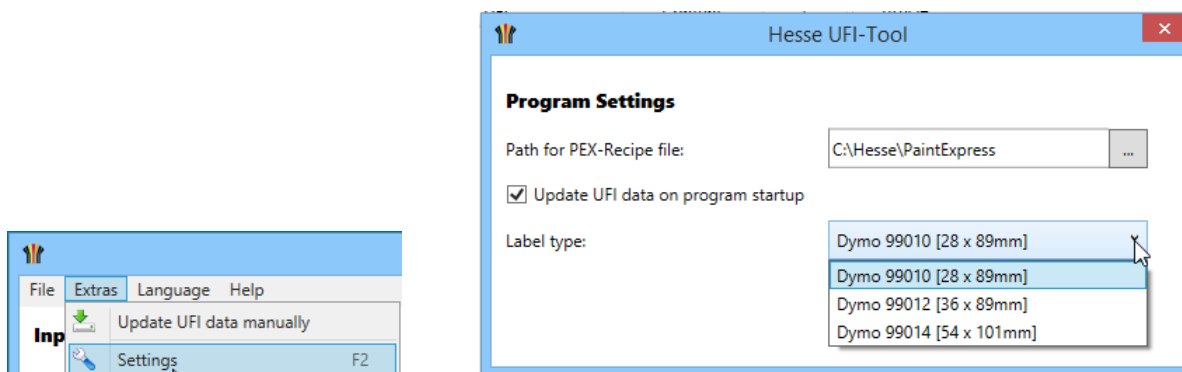 File Extras Language Help
Inp
Update UFI data manually
Settings F2
Hesse UFI-Tool
Program Settings
Path for PEX-Recipe file: C:\Hesse\PaintExpress ...
Update UFI data on program startup
Label type: Dymo 99010 [28 x 89mm]
Dymo 99010 [28 x 89mm]
Dymo 99012 [36 x 89mm]
Dymo 99014 [54 x 101mm]